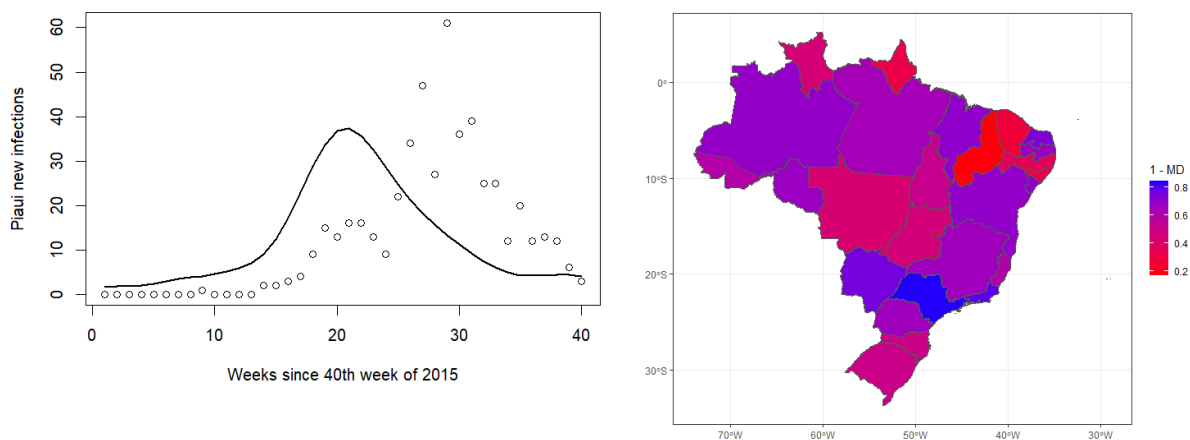 Piaui new infections
60
50
40
30
20
10
0
0 10 20 30 40
Weeks since 40th week of 2015
0°
10°S
20°S
30°S
70°W 60°W 50°W 40°W 30°W
1 - MD
0.8
0.6
0.4
0.2